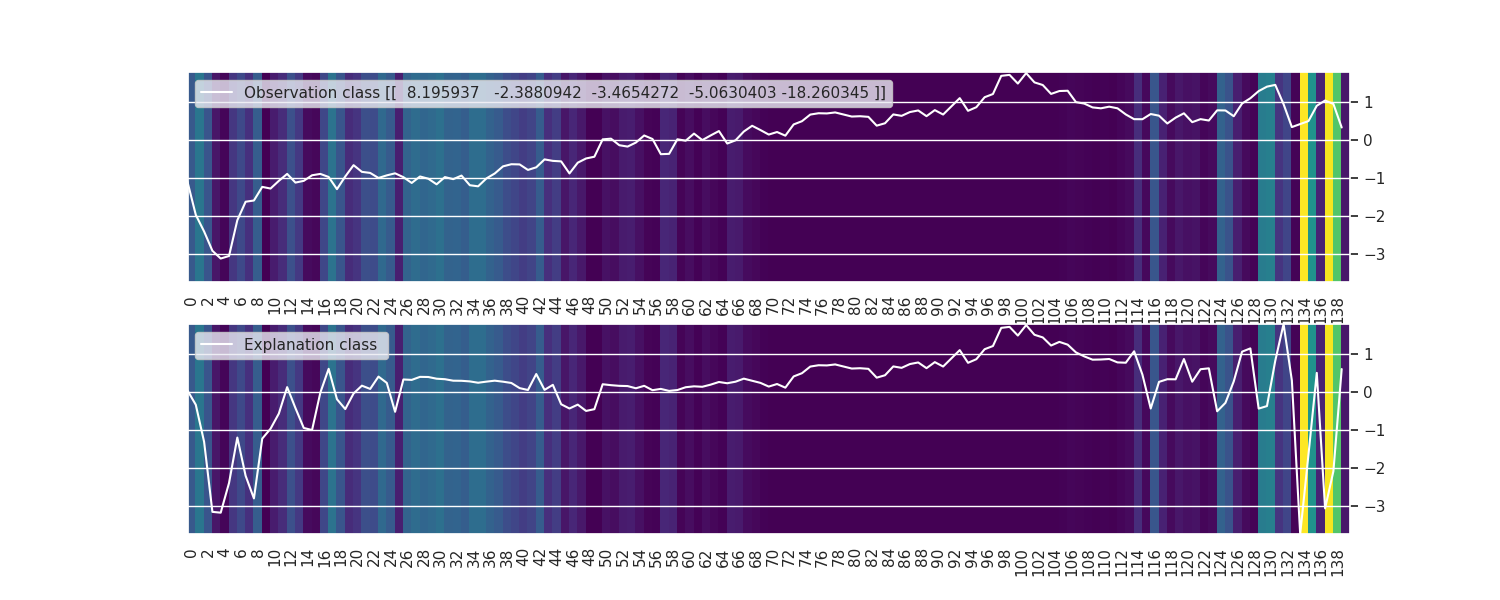 Observation class [[  8.195937   -2.3880942  -3.4654272  -5.0630403 -18.260345 ]]
1
0
−1
−2
−3
0 2 4 6 8 10 12 14 16 18 20 22 24 26 28 30 32 34 36 38 40 42 44 46 48 50 52 54 56 58 60 62 64 66 68 70 72 74 76 78 80 82 84 86 88 90 92 94 96 98 100 102 104 106 108 110 112 114 116 118 120 122 124 126 128 130 132 134 136 138
Explanation class
1
0
−1
−2
−3
0 2 4 6 8 10 12 14 16 18 20 22 24 26 28 30 32 34 36 38 40 42 44 46 48 50 52 54 56 58 60 62 64 66 68 70 72 74 76 78 80 82 84 86 88 90 92 94 96 98 100 102 104 106 108 110 112 114 116 118 120 122 124 126 128 130 132 134 136 138